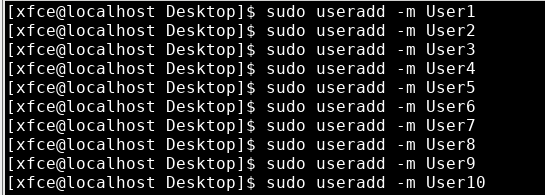 [xfce@localhost Desktop]$ sudo useradd -m User1
[xfce@localhost Desktop]$ sudo useradd -m User2
[xfce@localhost Desktop]$ sudo useradd -m User3
[xfce@localhost Desktop]$ sudo useradd -m User4
[xfce@localhost Desktop]$ sudo useradd -m User5
[xfce@localhost Desktop]$ sudo useradd -m User6
[xfce@localhost Desktop]$ sudo useradd -m User7
[xfce@localhost Desktop]$ sudo useradd -m User8
[xfce@localhost Desktop]$ sudo useradd -m User9
[xfce@localhost Desktop]$ sudo useradd -m User10